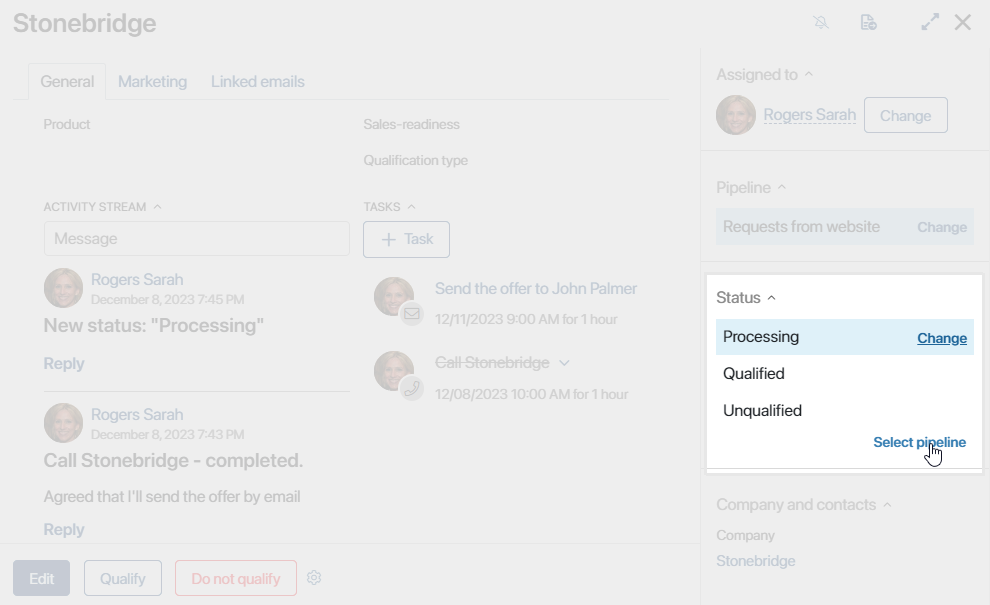 Stonebridge
General Marketing Linked emails
Product
Sales-readiness
Qualification type
ACTIVITY STREAM
Message
Rogers Sarah
December 8, 2023 7:45 PM
New status: "Processing"
Reply
Rogers Sarah
December 8, 2023 7:43 PM
Call Stonebridge - completed.
Agreed that I'll send the offer by email
Reply
TASKS
+ Task
Send the offer to John Palmer
12/11/2023 9:00 AM for 1 hour
Call Stonebridge
12/08/2023 10:00 AM for 1 hour
Edit Qualify Do not qualify
Assigned to
Rogers Sarah Change
Pipeline
Requests from website Change
Status
Processing Change
Qualified
Unqualified
Select pipeline
Company and contacts
Company
Stonebridge